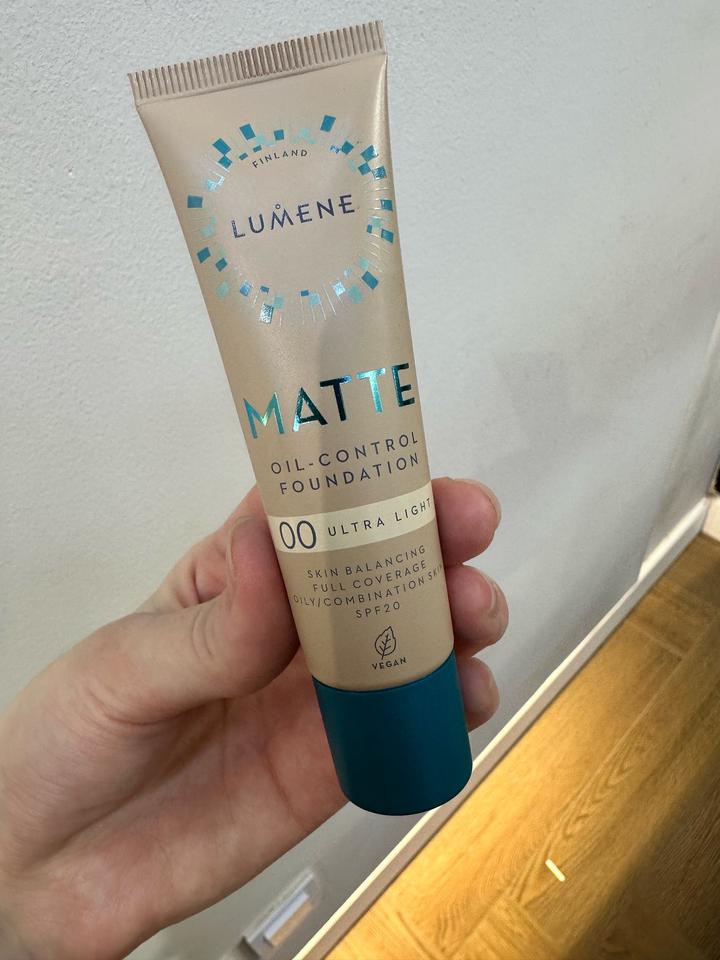 FINLAND
LUMENE
MATTE
OIL-CONTROL
FOUNDATION
00 ULTRA LIGHT
SKIN BALANCING
FULL COVERAGE
OILY/COMBINATION SKIN
SPF20
VEGAN